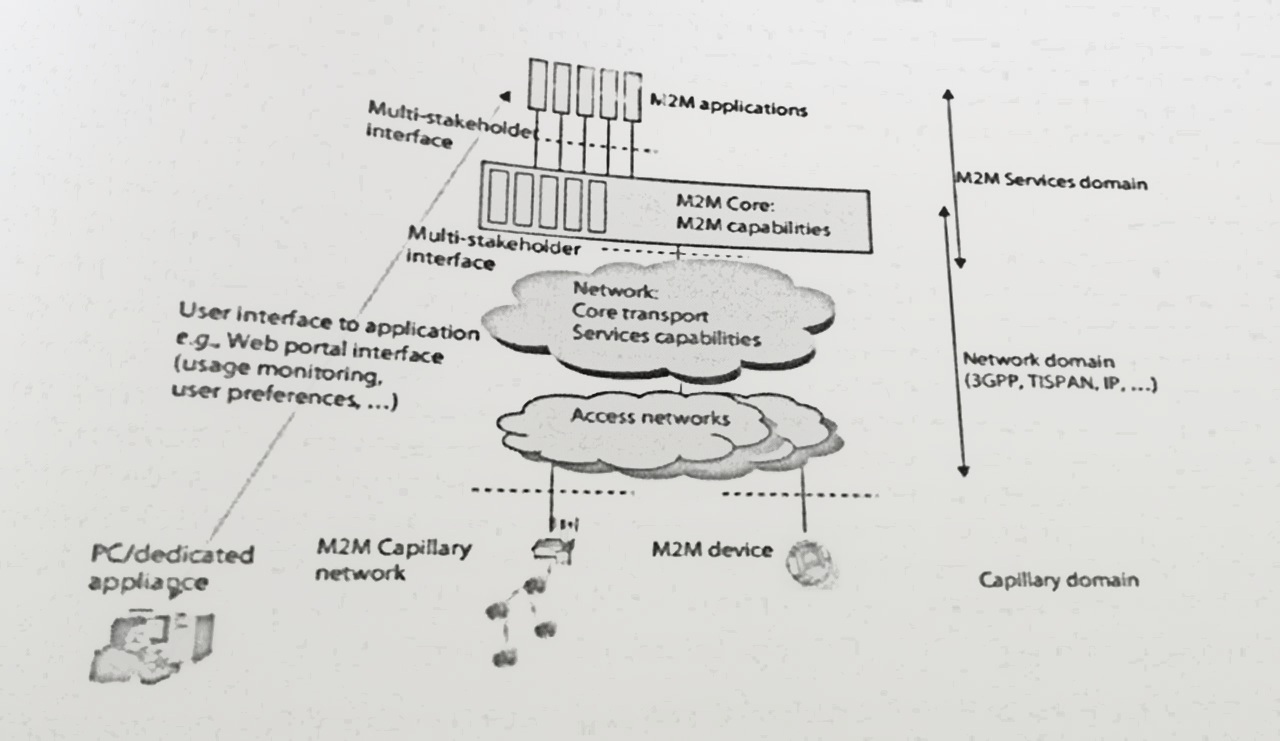 M2M applications
Multi-stakeholder
interface
M2M Services domain
M2M Core:
M2M capabilities
Multi-stakeholder
interface
Network:
Core transport
Services capabilities
User interface to application
e.g., Web portal interface
(usage monitoring,
user preferences, ...)
Network domain
(3GPP, TISPAN, IP, ...)
Access networks
PC/dedicated
appliance
M2M Capillary
network
M2M device
Capillary domain